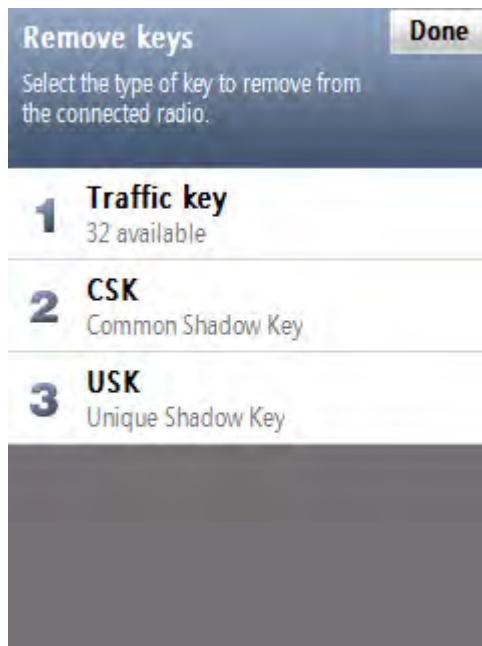 Remove keys
Done
Select the type of key to remove from
the connected radio.
1
Traffic key
32 available
2
CSK
Common Shadow Key
3
USK
Unique Shadow Key